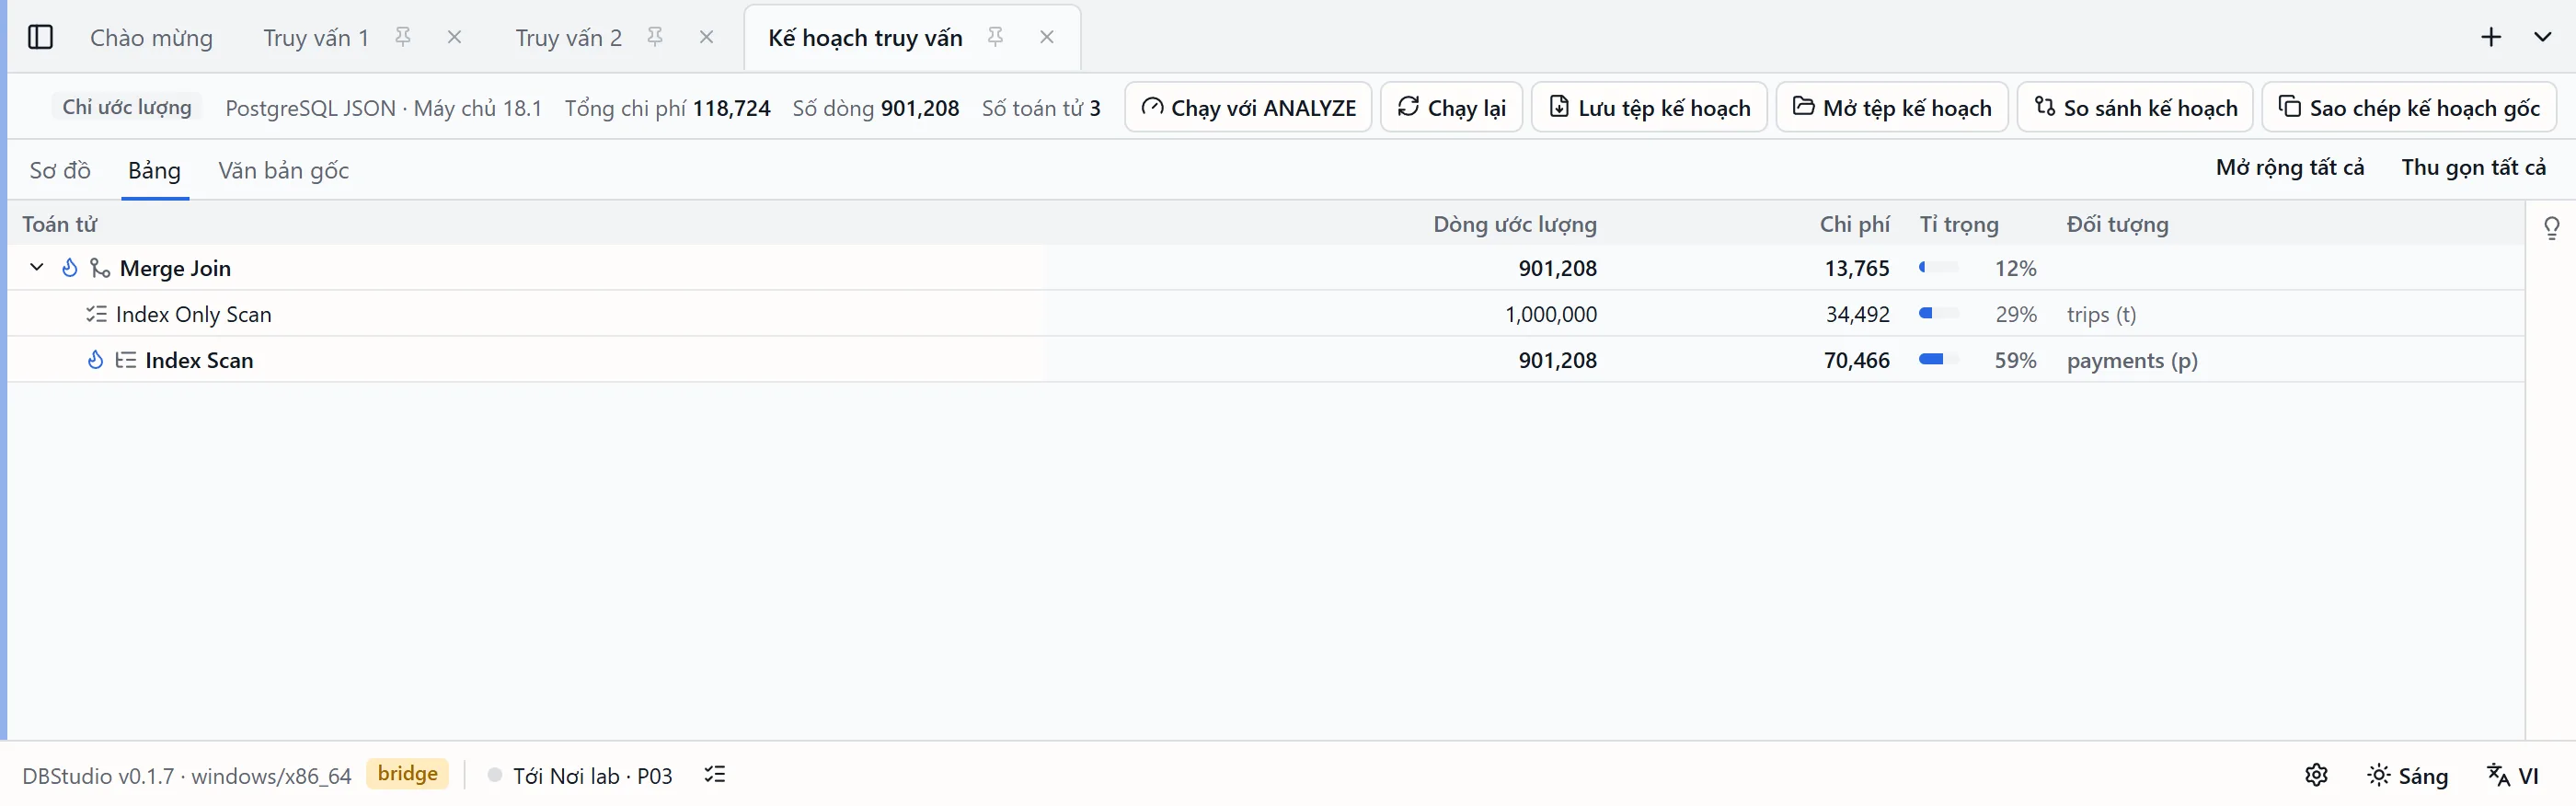 Chào mừng Truy vấn 1 Truy vấn 2 Kế hoạch truy vấn
Chỉ ước lượng PostgreSQL JSON · Máy chủ 18.1 Tổng chi phí 118,724 Số dòng 901,208 Số toán tử 3 Chạy với ANALYZE Chạy lại Lưu tệp kế hoạch Mở tệp kế hoạch So sánh kế hoạch Sao chép kế hoạch gốc
Sơ đồ Bảng Văn bản gốc Mở rộng tất cả Thu gọn tất cả
Toán tử Dòng ước lượng Chi phí Tỉ trọng Đối tượng
Merge Join 901,208 13,765 12%
Index Only Scan 1,000,000 34,492 29% trips (t)
Index Scan 901,208 70,466 59% payments (p)
DBStudio v0.1.7 · windows/x86_64 bridge Tới Nơi lab · P03 Sáng VI